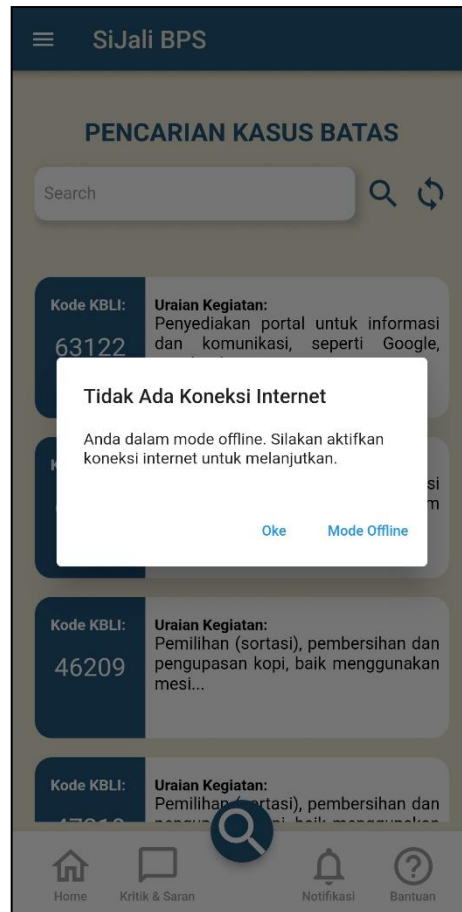 SiJali BPS
PENCARIAN KASUS BATAS
Search
Kode KBLI:
63122
Uraian Kegiatan:
Penyediakan portal untuk informasi
dan komunikasi, seperti Google,
Tidak Ada Koneksi Internet
Anda dalam mode offline. Silakan aktifkan
koneksi internet untuk melanjutkan.
Oke
Mode Offline
Kode KBLI:
46209
Uraian Kegiatan:
Pemilihan (sortasi), pembersihan dan
pengupasan kopi, baik menggunakan
mesi...
Kode KBLI:
Uraian Kegiatan:
Pemilihan (sortasi), pembersihan dan
baik menggunakan
Home
Kritik & Saran
Notifikasi
Bantuan